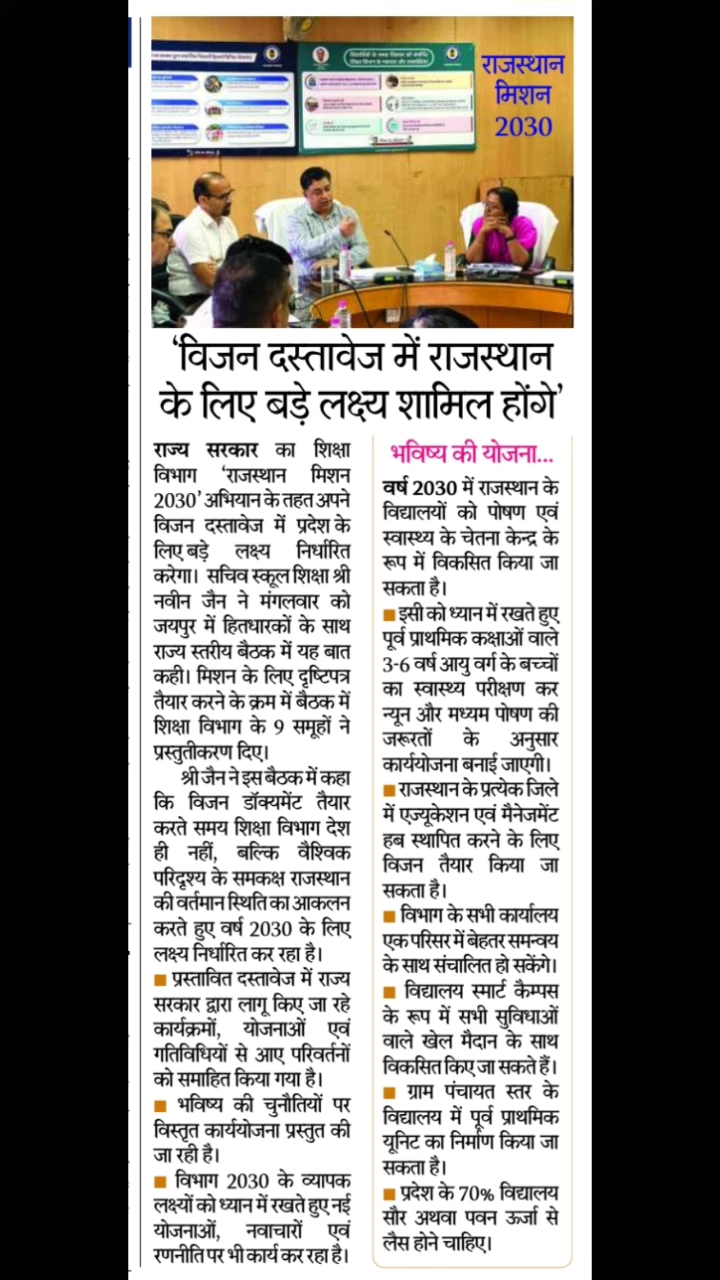 राजस्थान
मिशन
2030
‘विजन दस्तावेज में राजस्थान
के लिए बड़े लक्ष्य शामिल होंगे’
राज्य सरकार का शिक्षा
विभाग ‘राजस्थान मिशन
2030’ अभियान के तहत अपने
विजन दस्तावेज में प्रदेश के
लिए बड़े लक्ष्य निर्धारित
करेगा। सचिव स्कूल शिक्षा श्री
नवीन जैन ने मंगलवार को
जयपुर में हितधारकों के साथ
राज्य स्तरीय बैठक में यह बात
कही। मिशन के लिए दृष्टिपत्र
तैयार करने के क्रम में बैठक में
शिक्षा विभाग के 9 समूहों ने
प्रस्तुतीकरण दिए।
श्री जैन ने इस बैठक में कहा
कि विजन डॉक्यमेंट तैयार
करते समय शिक्षा विभाग देश
ही नहीं, बल्कि वैश्विक
परिदृश्य के समकक्ष राजस्थान
की वर्तमान स्थिति का आकलन
करते हुए वर्ष 2030 के लिए
लक्ष्य निर्धारित कर रहा है।
■ प्रस्तावित दस्तावेज में राज्य
सरकार द्वारा लागू किए जा रहे
कार्यक्रमों, योजनाओं एवं
गतिविधियों से आए परिवर्तनों
को समाहित किया गया है।
■ भविष्य की चुनौतियों पर
विस्तृत कार्ययोजना प्रस्तुत की
जा रही है।
■ विभाग 2030 के व्यापक
लक्ष्यों को ध्यान में रखते हुए नई
योजनाओं, नवाचारों एवं
रणनीति पर भी कार्य कर रहा है।
भविष्य की योजना...
वर्ष 2030 में राजस्थान के
विद्यालयों को पोषण एवं
स्वास्थ्य के चेतना केन्द्र के
रूप में विकसित किया जा
सकता है।
■ इसी को ध्यान में रखते हुए
पूर्व प्राथमिक कक्षाओं वाले
3-6 वर्ष आयु वर्ग के बच्चों
का स्वास्थ्य परीक्षण कर
न्यून और मध्यम पोषण की
जरूरतों के अनुसार
कार्ययोजना बनाई जाएगी।
■ राजस्थान के प्रत्येक जिले
में एज्यूकेशन एवं मैनेजमेंट
हब स्थापित करने के लिए
विजन तैयार किया जा
सकता है।
■ विभाग के सभी कार्यालय
एक परिसर में बेहतर समन्वय
के साथ संचालित हो सकेंगे।
■ विद्यालय स्मार्ट कैम्पस
के रूप में सभी सुविधाओं
वाले खेल मैदान के साथ
विकसित किए जा सकते हैं।
■ ग्राम पंचायत स्तर के
विद्यालय में पूर्व प्राथमिक
यूनिट का निर्माण किया जा
सकता है।
■ प्रदेश के 70% विद्यालय
सौर अथवा पवन ऊर्जा से
लैस होने चाहिए।